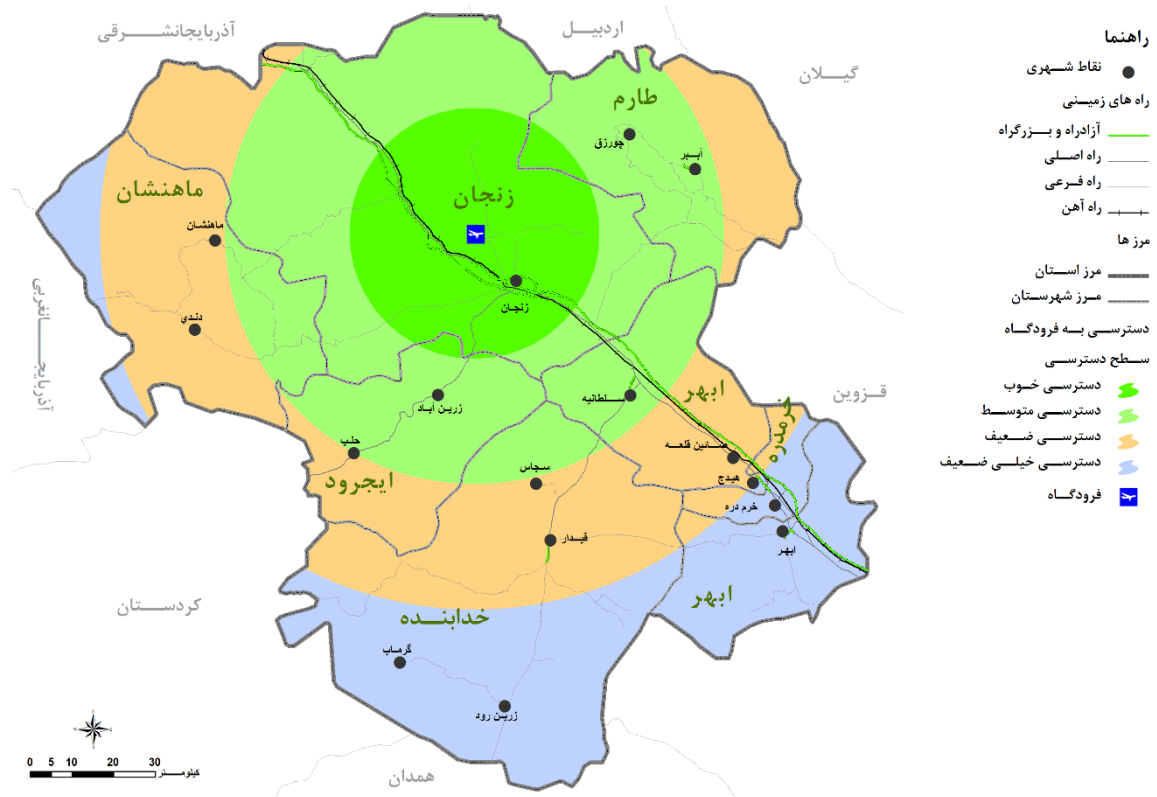 راهنما
نقاط شهری
راه های زمینی
آزادراه و بزرگراه
راه اصلی
راه فرعی
راه آهن
مرز ها
مرز استان
مرز شهرستان
دسترسی به فرودگاه
سطح دسترسی
دسترسی خوب
دسترسی متوسط
دسترسی ضعیف
دسترسی خیلی ضعیف
فرودگاه
آذربایجانشرقی
اردبیل
گیلان
طارم
چورزق
آببر
زنجان
ماهنشان
ماهنشان
زنجان
دندي
آذربایجانغربی
ابهر
قزوین
خرمدره
زرین آباد
سلطانیه
حلب
صائین قلعه
سجاس
هیدج
ایجرود
خرم دره
قیدار
ابهر
ابهر
کردستان
خدابنده
گرماب
زرین رود
همدان
0 5 10 20 30
کیلومتر